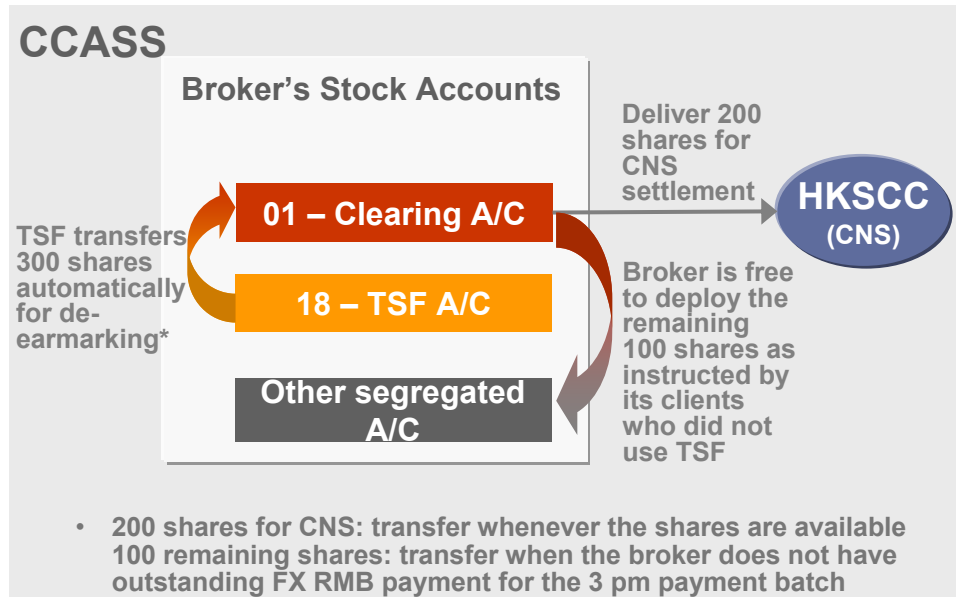 CCASS
Broker's Stock Accounts
Deliver 200
shares for
CNS
settlement
01 – Clearing A/C
HKSCC
(CNS)
TSF transfers
300 shares
automatically
for de-
earmarking*
18 – TSF A/C
Broker is free
to deploy the
remaining
100 shares as
instructed by
its clients
who did not
use TSF
Other segregated
A/C
• 200 shares for CNS: transfer whenever the shares are available
100 remaining shares: transfer when the broker does not have
outstanding FX RMB payment for the 3 pm payment batch